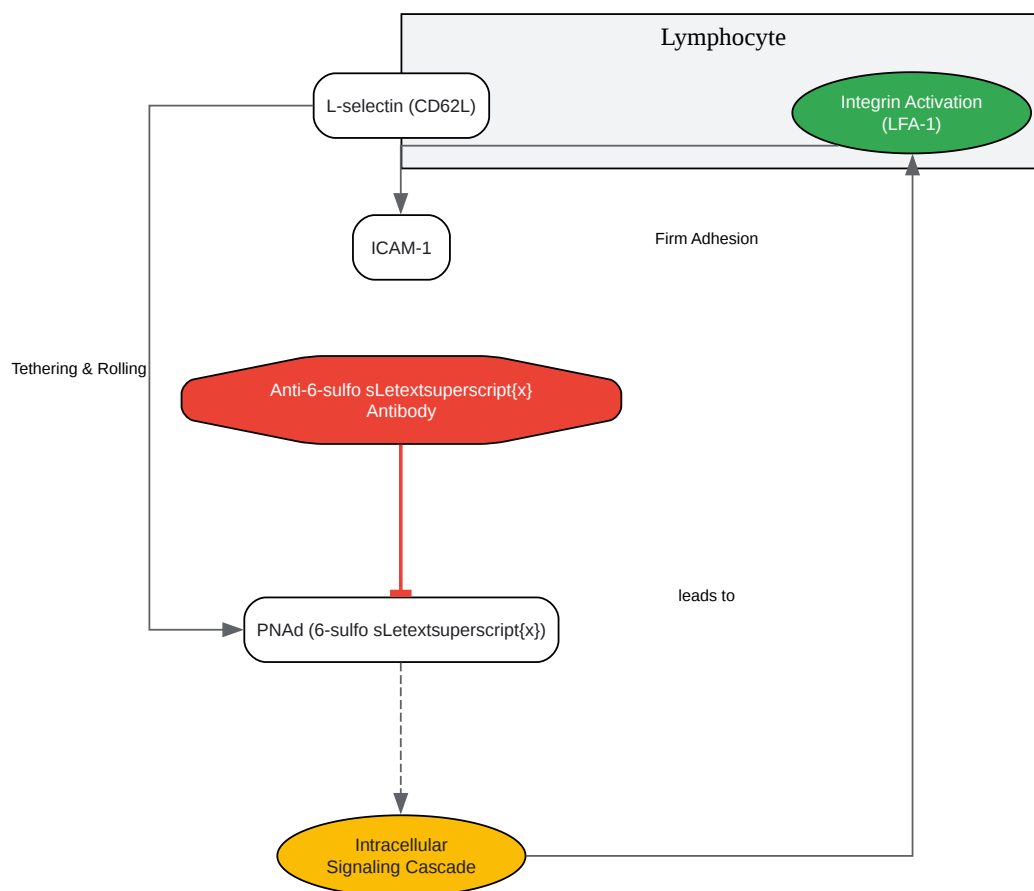 Lymphocyte
L-selectin (CD62L)
Integrin Activation
(LFA-1)
ICAM-1
Firm Adhesion
Tethering & Rolling
Anti-6-sulfo sLetextsuperscript{x}
Antibody
leads to
PNAd (6-sulfo sLetextsuperscript{x})
Intracellular
Signaling Cascade